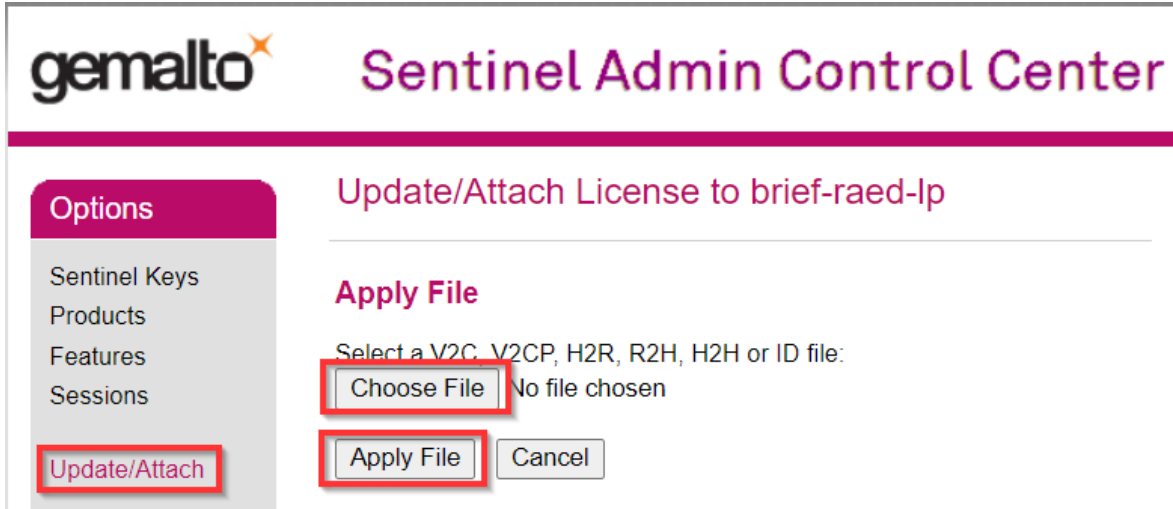 gemalto
Sentinel Admin Control Center
Options
Sentinel Keys
Products
Features
Sessions
Update/Attach
Update/Attach License to brief-raed-lp
Apply File
Select a V2C, V2CP, H2R, R2H, H2H or ID file:
Choose File No file chosen
Apply File Cancel